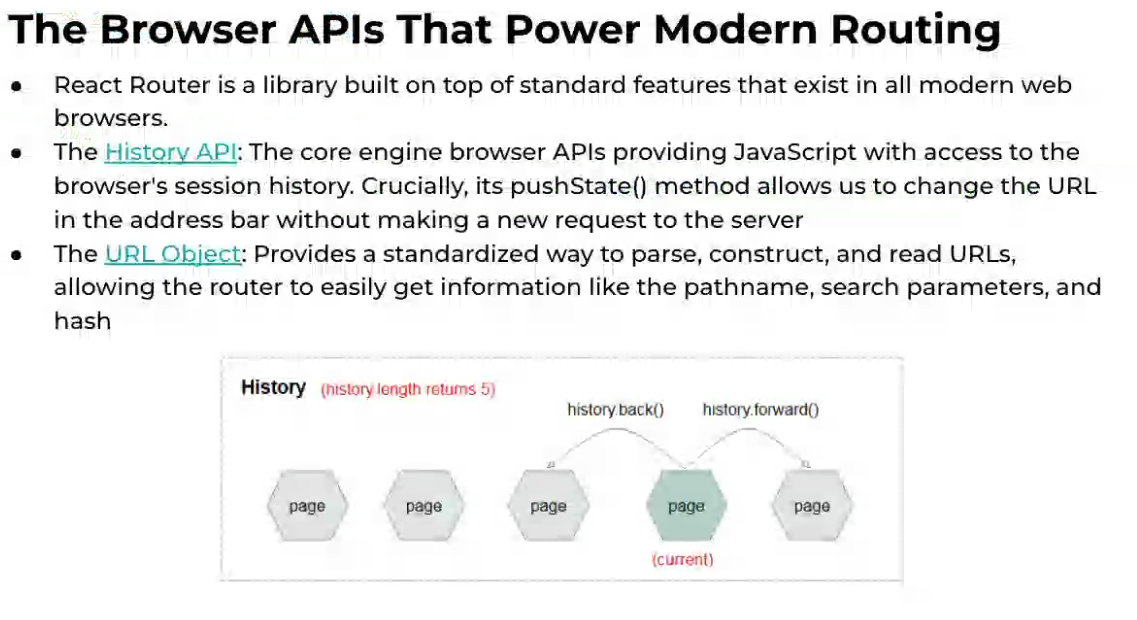 The Browser APIs That Power Modern Routing
● React Router is a library built on top of standard features that exist in all modern web
browsers.
● The History API: The core engine browser APIs providing JavaScript with access to the
browser's session history. Crucially, its pushState() method allows us to change the URL
in the address bar without making a new request to the server
● The URL Object: Provides a standardized way to parse, construct, and read URLs,
allowing the router to easily get information like the pathname, search parameters, and
hash
History (history.length returns 5)
history.back() history.forward()
page page page page page
(current)